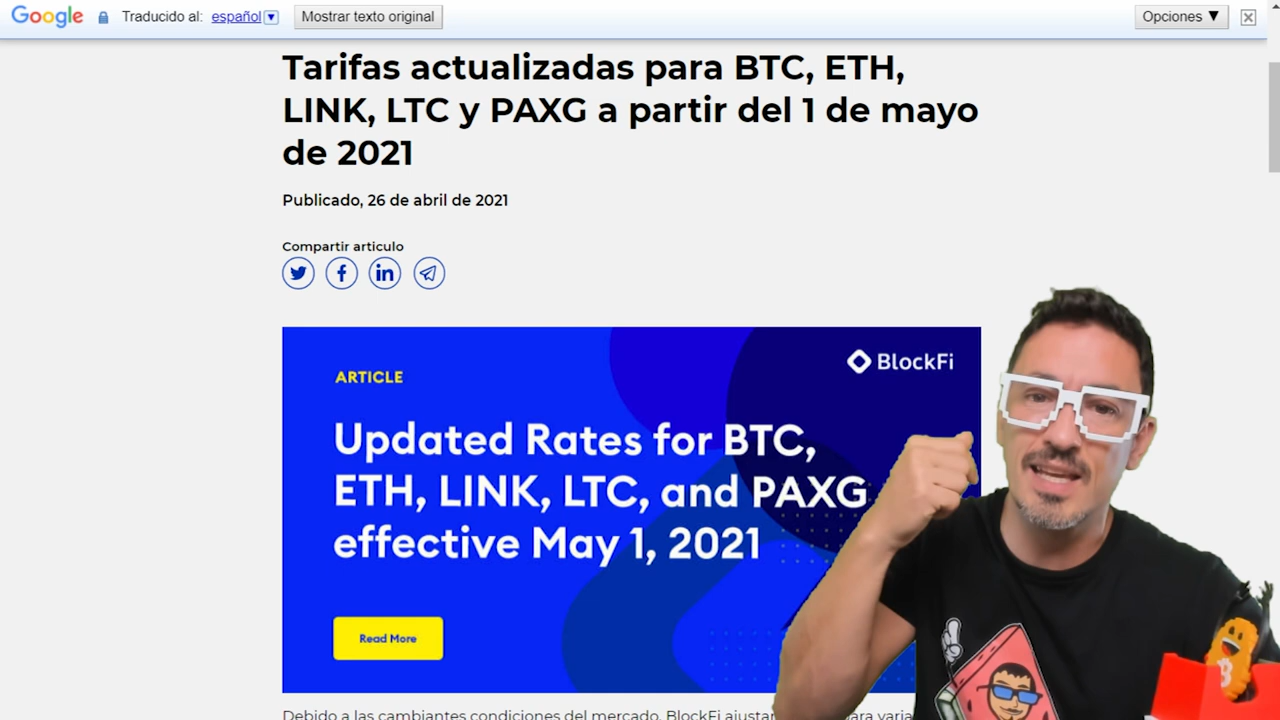 Google Traducido al: español Mostrar texto original Opciones
Tarifas actualizadas para BTC, ETH,
LINK, LTC y PAXG a partir del 1 de mayo
de 2021
Publicado, 26 de abril de 2021
Compartir articulo
BlockFi
ARTICLE
Updated Rates for BTC,
ETH, LINK, LTC, and PAXG
effective May 1, 2021
Read More
Debido a las cambiantes condiciones del mercado, BlockFi